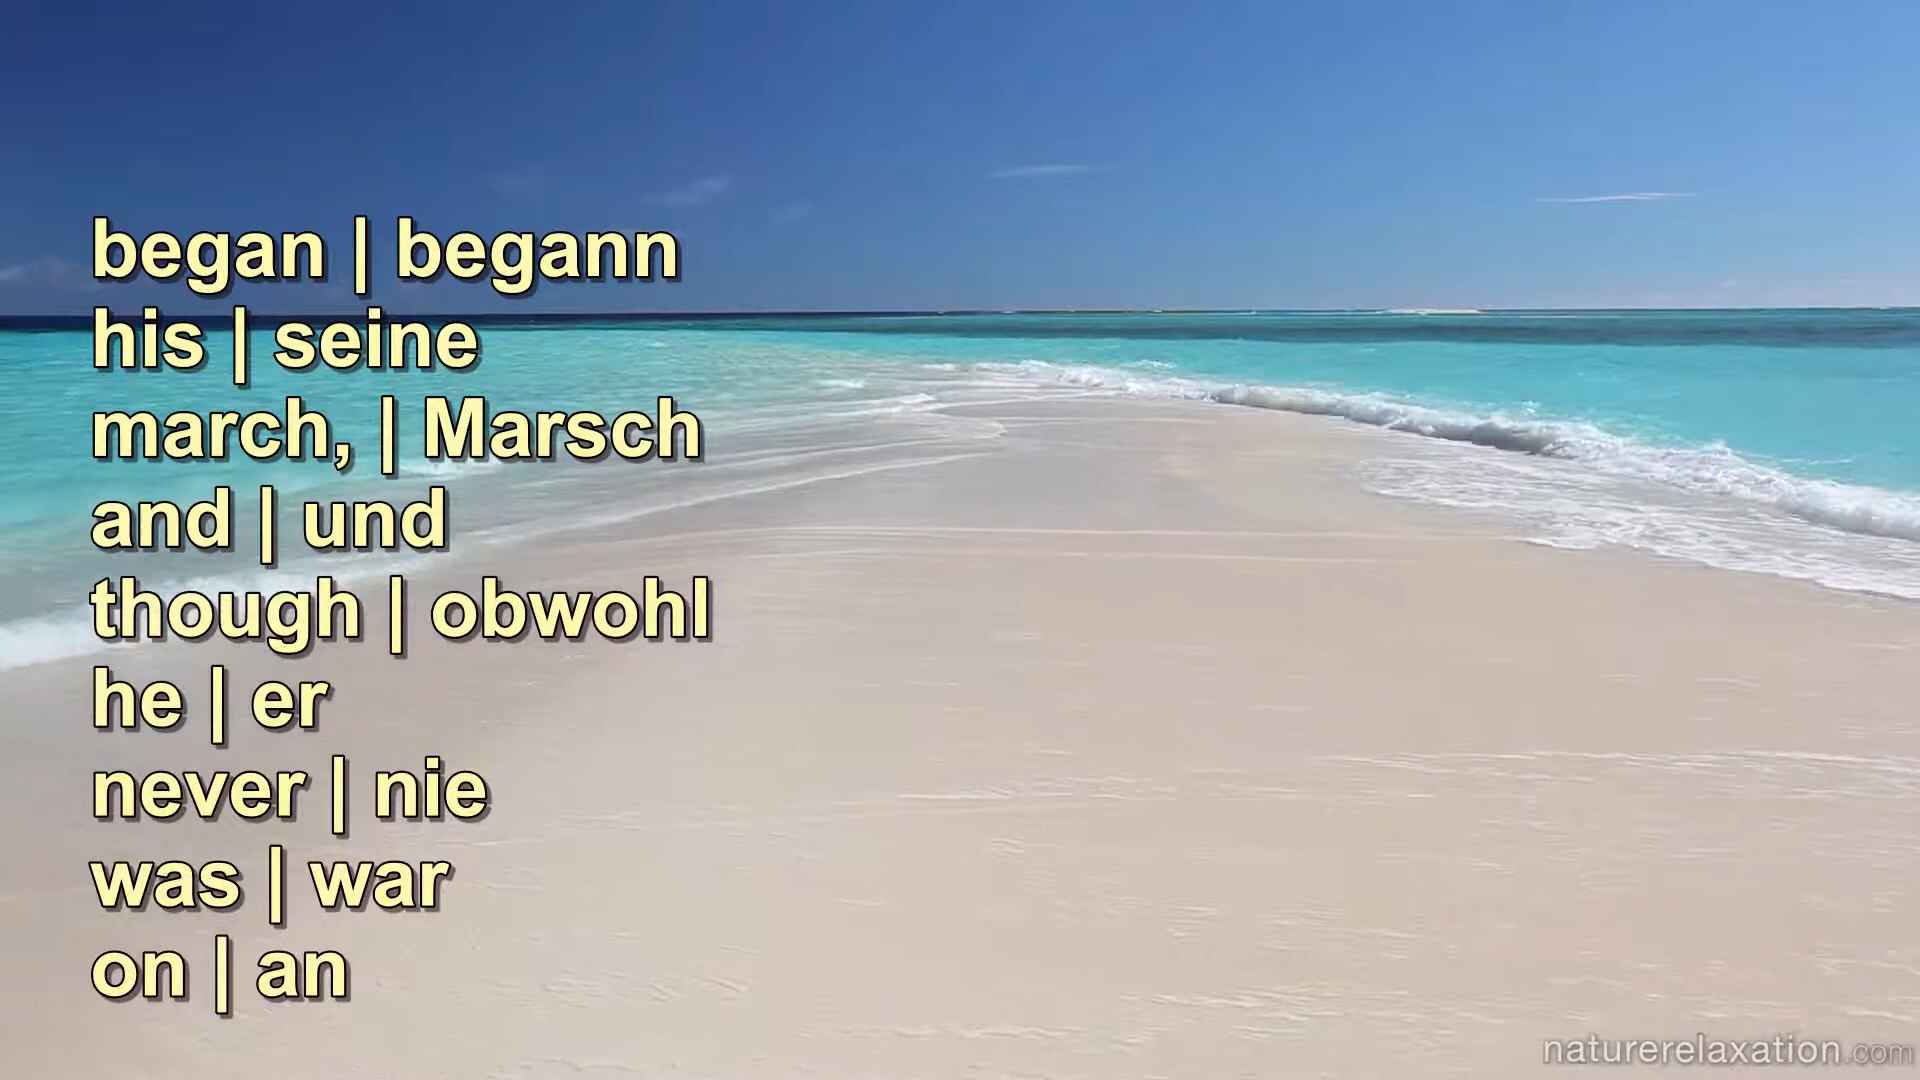 began | begann
his | seine
march, | Marsch
and | und
though | obwohl
he | er
never | nie
was | war
on | an
naturerelaxation.com